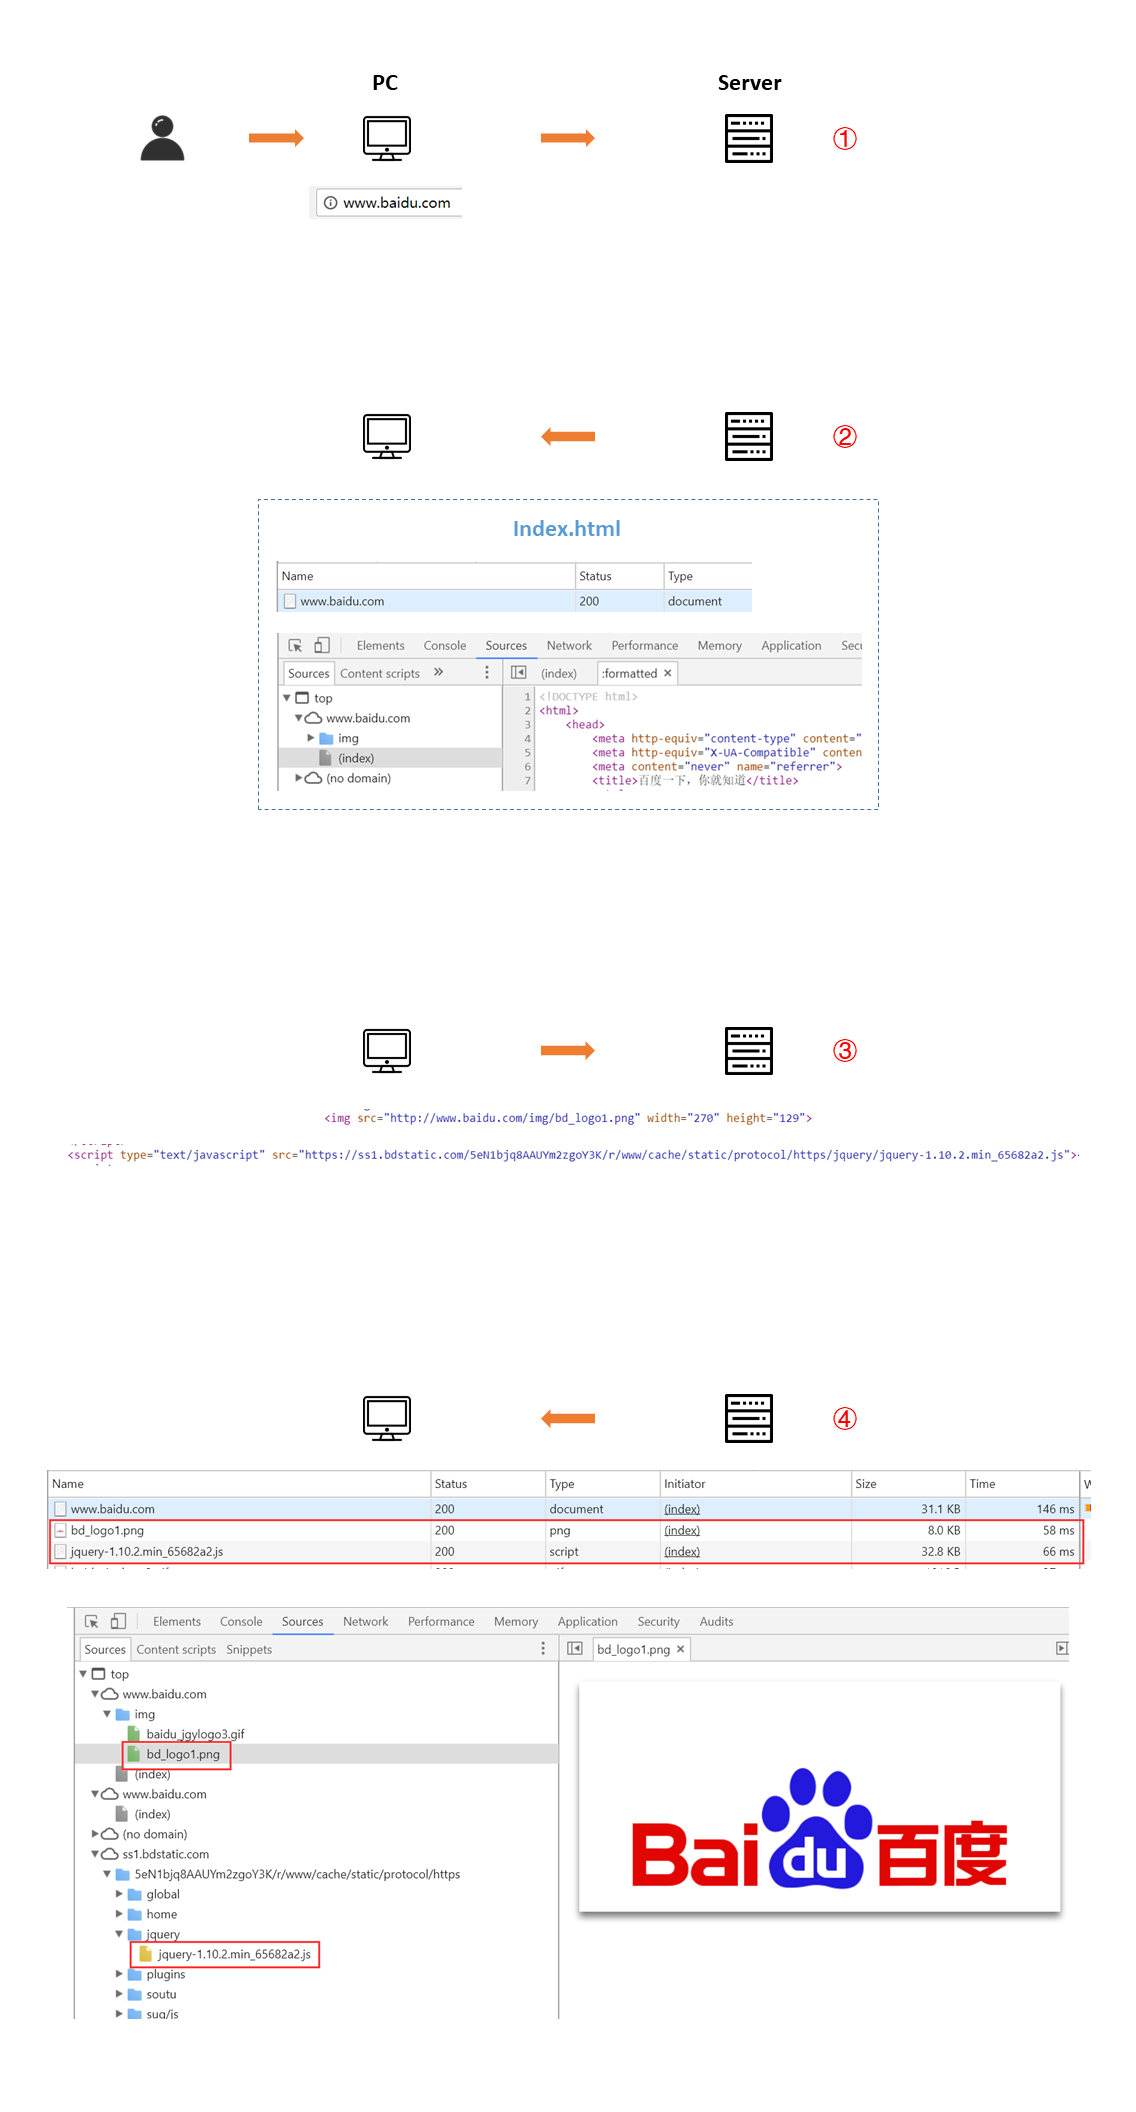 PC Server
①
www.baidu.com
②
Index.html
Name Status Type
www.baidu.com 200 document
Elements Console Sources Network Performance Memory Application Secu
Sources Content scripts » (index) :formatted ×
top
www.baidu.com
img
(index)
(no domain)
1 <!DOCTYPE html>
2 <html>
3 <head>
4 <meta http-equiv="content-type" content="
5 <meta http-equiv="X-UA-Compatible" conten
6 <meta content="never" name="referrer">
7 <title>百度一下，你就知道</title>
③
<img src="http://www.baidu.com/img/bd_logo1.png" width="270" height="129">
<script type="text/javascript" src="https://ss1.bdstatic.com/5eN1bjq8AAUYm2zgoY3K/r/www/cache/static/protocol/https/jquery/jquery-1.10.2.min_65682a2.js">
④
Name Status Type Initiator Size Time
www.baidu.com 200 document (index) 31.1 KB 146 ms
bd_logo1.png 200 png (index) 8.0 KB 58 ms
jquery-1.10.2.min_65682a2.js 200 script (index) 32.8 KB 66 ms
Elements Console Sources Network Performance Memory Application Security Audits
Sources Content scripts Snippets bd_logo1.png ×
top
www.baidu.com
img
baidu_jgylogo3.gif
bd_logo1.png
(index)
www.baidu.com
(index)
(no domain)
ss1.bdstatic.com
5eN1bjq8AAUYm2zgoY3K/r/www/cache/static/protocol/https
global
home
jquery
jquery-1.10.2.min_65682a2.js
plugins
soutu
sug/js
Bai du 百度